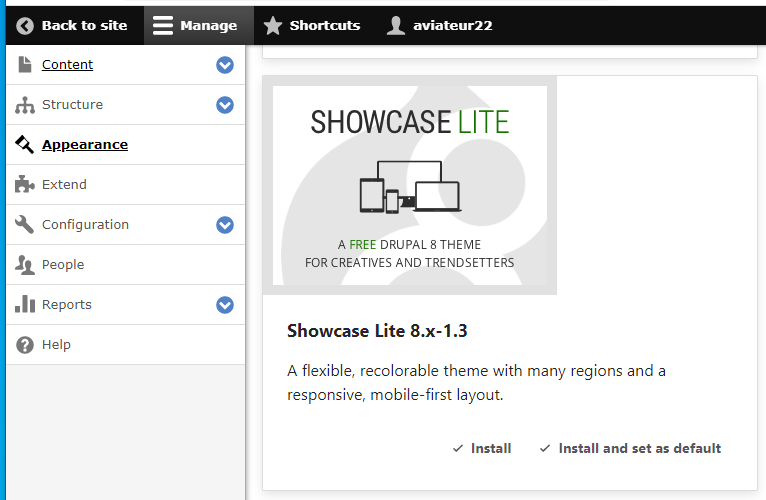 Back to site
Manage
Shortcuts
aviateur22
Content
Structure
Appearance
Extend
Configuration
People
Reports
Help
SHOWCASE LITE
A FREE DRUPAL 8 THEME
FOR CREATIVES AND TRENDSETTERS
Showcase Lite 8.x-1.3
A flexible, recolorable theme with many regions and a
responsive, mobile-first layout.
Install
Install and set as default